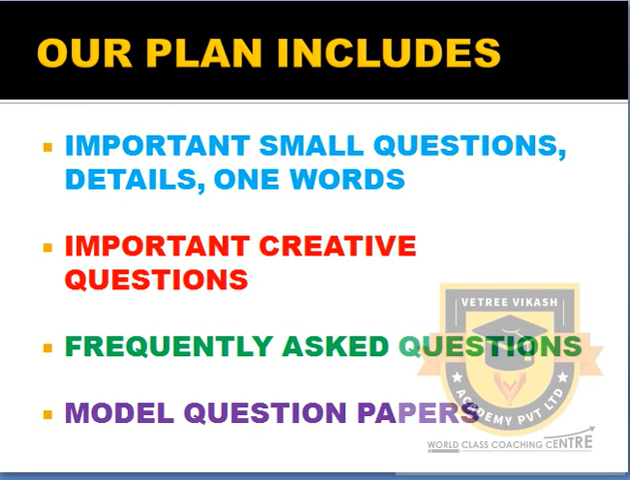 OUR PLAN INCLUDES
IMPORTANT SMALL QUESTIONS,
DETAILS, ONE WORDS
IMPORTANT CREATIVE
QUESTIONS
FREQUENTLY ASKED QUESTIONS
MODEL QUESTION PAPERS
VETREE VIKASH
ACADEMY PVT LTD
WORLD CLASS COACHING CENTRE